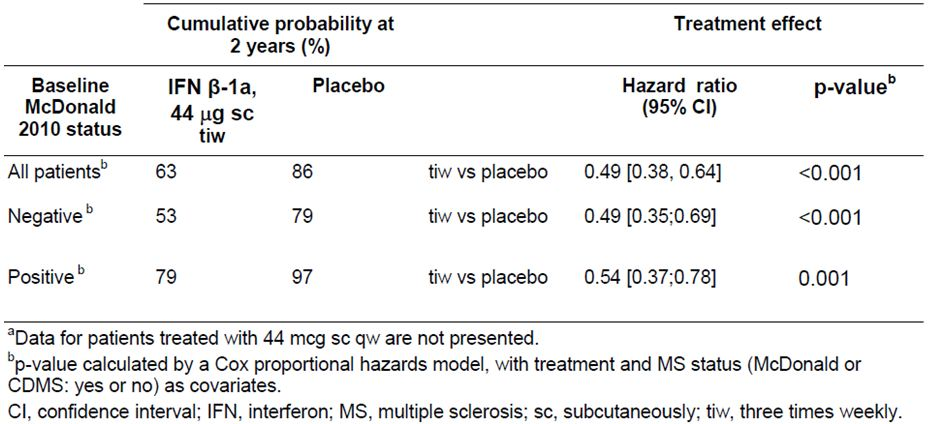 Cumulative probability at 2 years (%) Treatment effect
Baseline McDonald 2010 status IFN β-1a, 44 μg sc tiw Placebo Hazard ratio (95% CI) p-valueᵇ
All patientsᵇ 63 86 tiw vs placebo 0.49 [0.38, 0.64] <0.001
Negative ᵇ 53 79 tiw vs placebo 0.49 [0.35;0.69] <0.001
Positive ᵇ 79 97 tiw vs placebo 0.54 [0.37;0.78] 0.001
ᵃData for patients treated with 44 mcg sc qw are not presented.
ᵇp-value calculated by a Cox proportional hazards model, with treatment and MS status (McDonald or
CDMS: yes or no) as covariates.
CI, confidence interval; IFN, interferon; MS, multiple sclerosis; sc, subcutaneously; tiw, three times weekly.